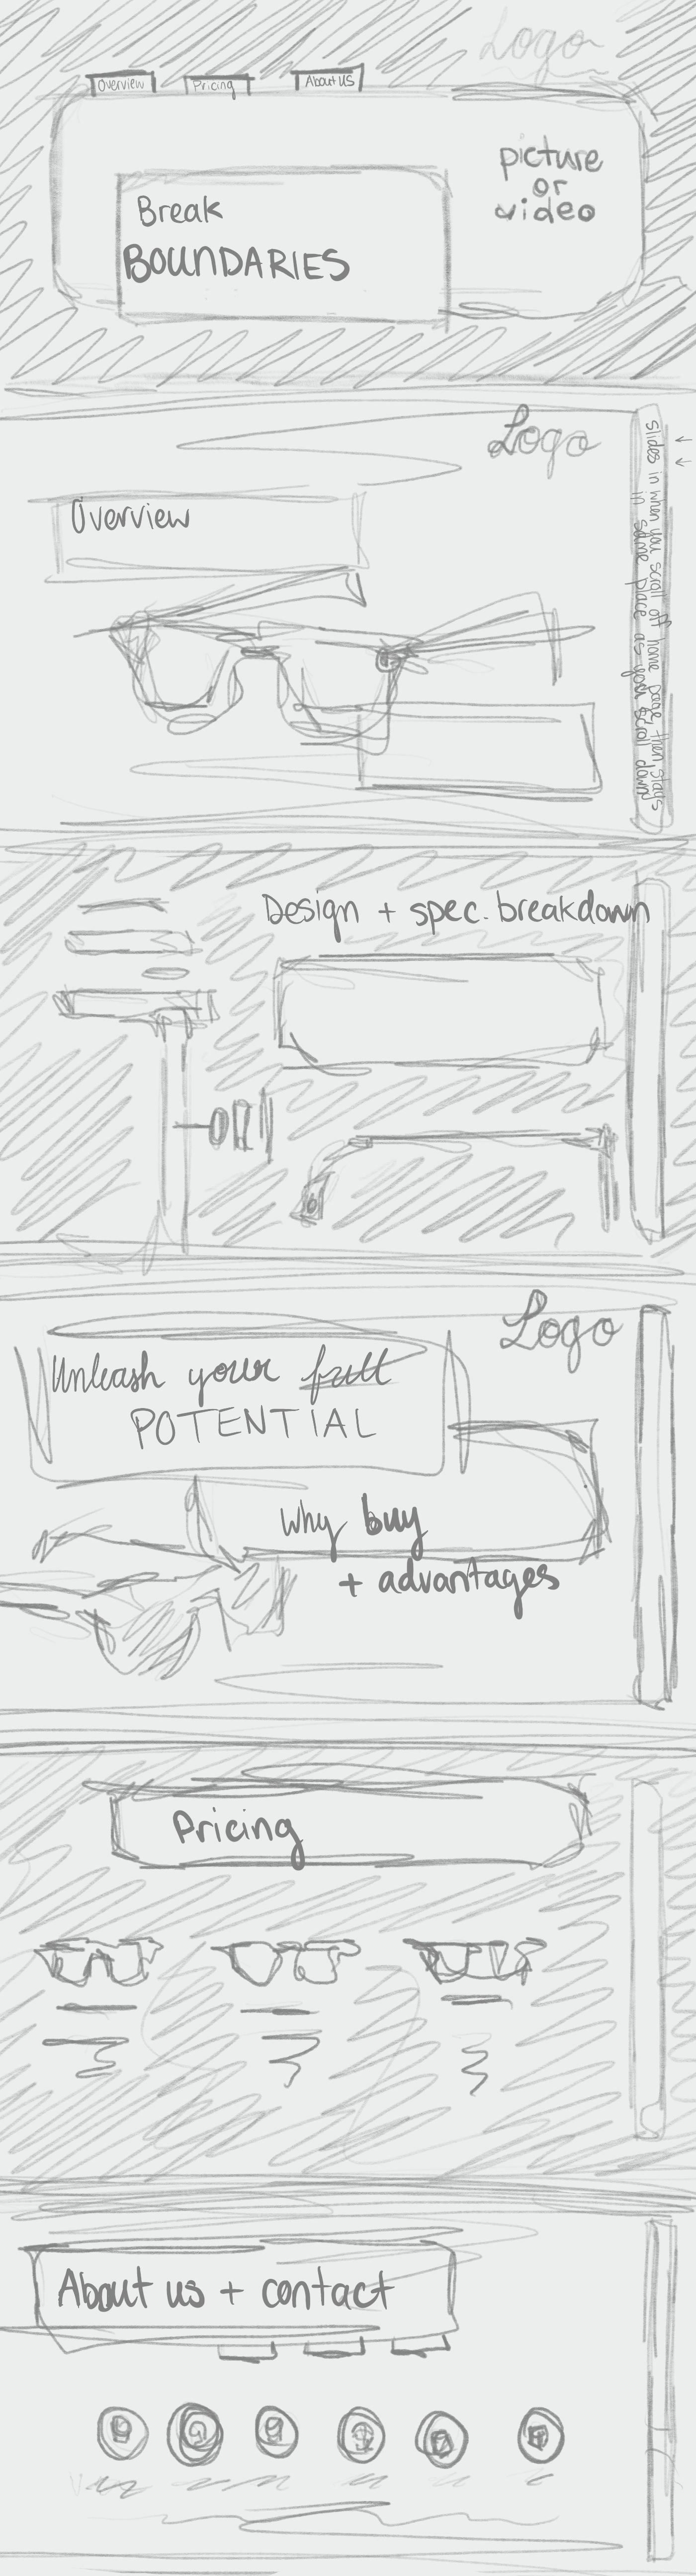 Logo
Overview
Pricing
About US
picture
or
video
Break
BOUNDARIES
Logo
Overview
Slides in when you scroll off home page, then stays
in same place as you scroll down
Design + spec. breakdown
Logo
Unleash your full
POTENTIAL
Why buy
+ advantages
Pricing
About us + contact